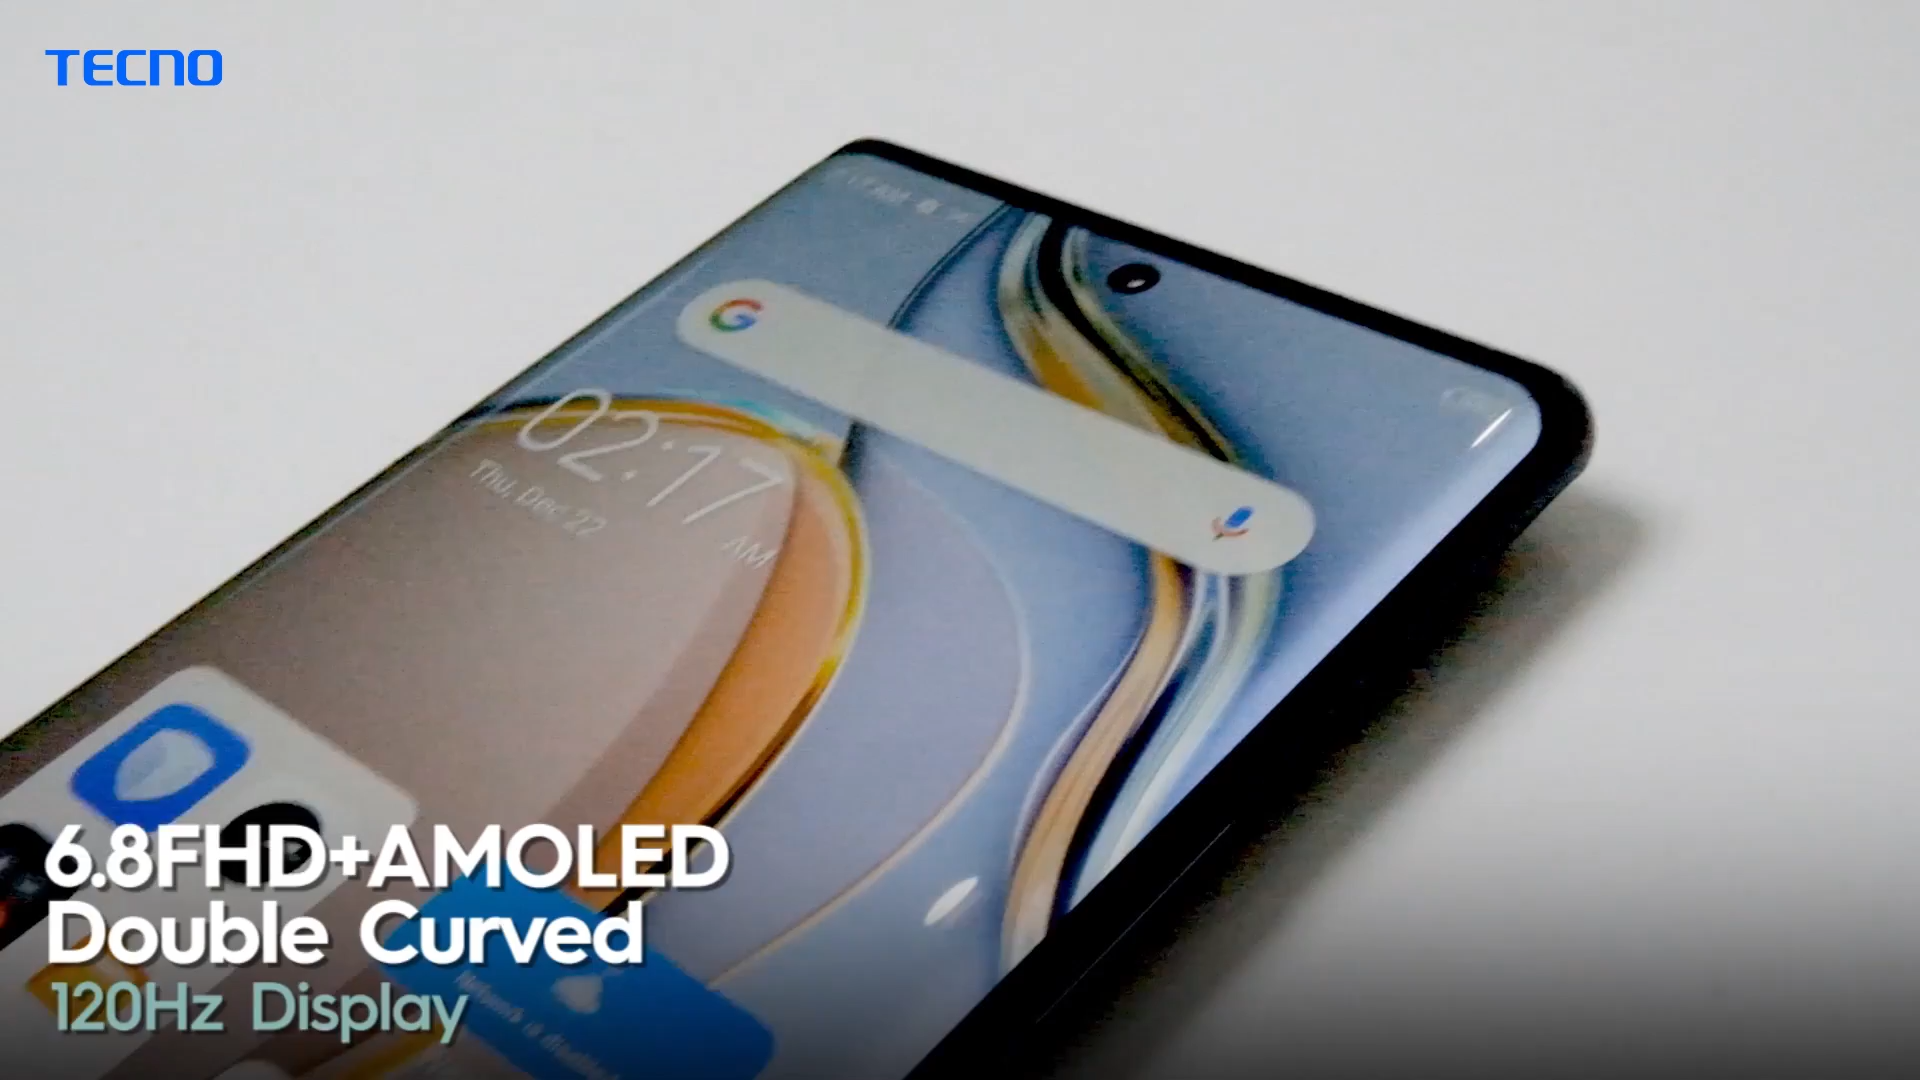 TECNO
G
02:17
Thu, Dec 22
AM
6.8FHD+AMOLED
Double Curved
120Hz Display